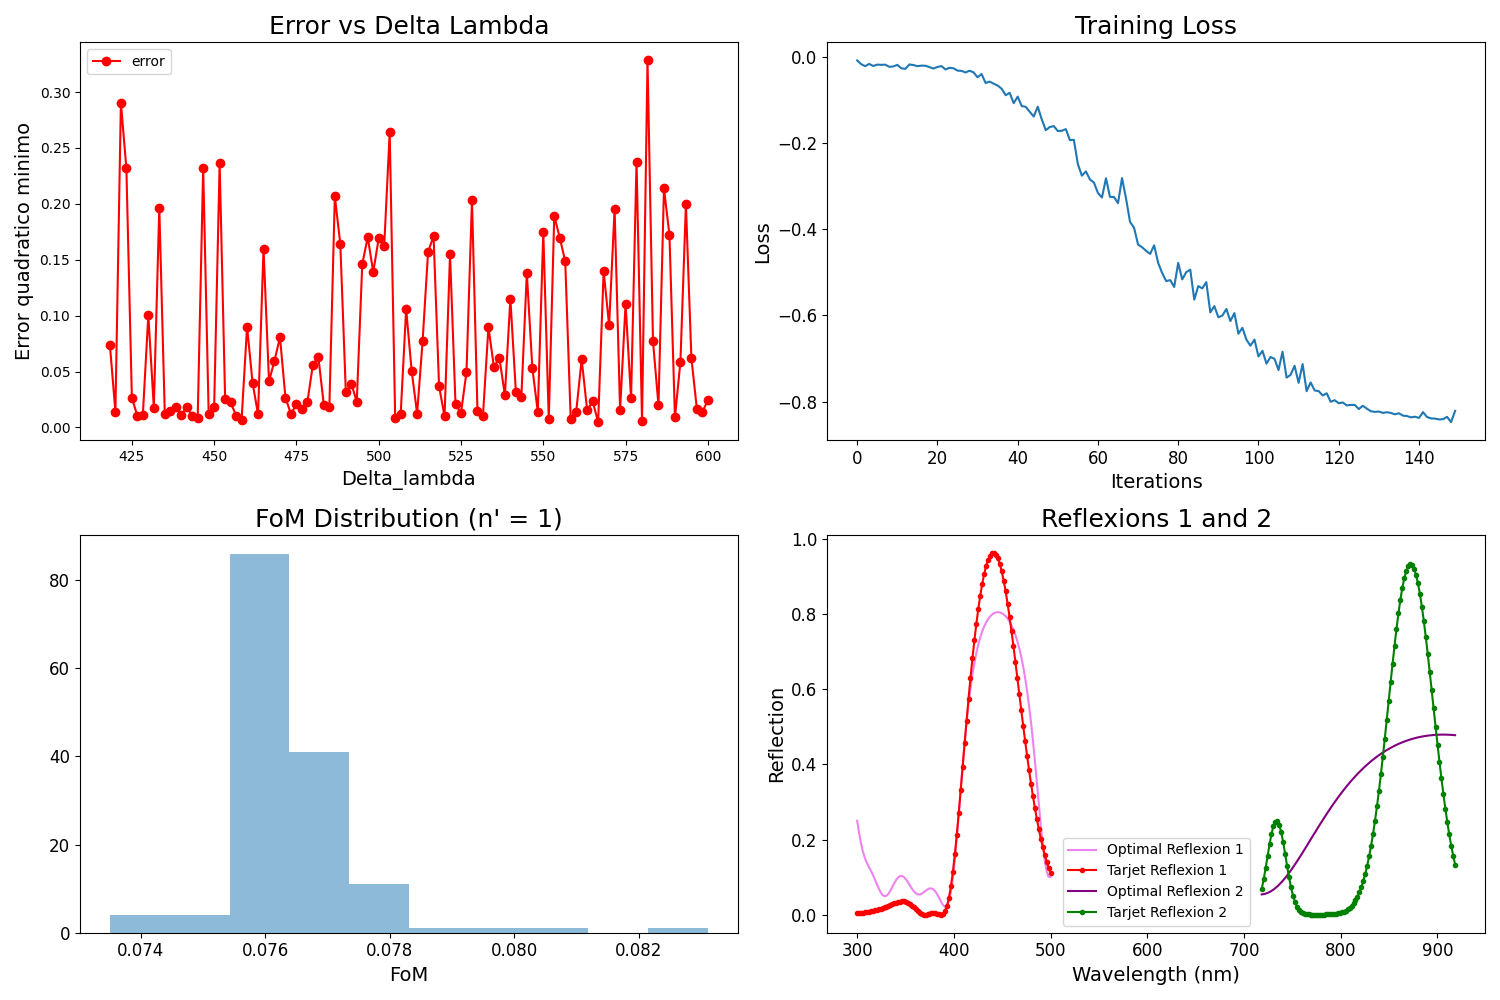 Error vs Delta Lambda
error
Error quadratico minimo
0.30
0.25
0.20
0.15
0.10
0.05
0.00
425 450 475 500 525 550 575 600
Delta_lambda
Training Loss
Loss
0.0
−0.2
−0.4
−0.6
−0.8
0 20 40 60 80 100 120 140
Iterations
FoM Distribution (n' = 1)
80
60
40
20
0
0.074 0.076 0.078 0.080 0.082
FoM
Reflexions 1 and 2
Reflection
1.0
0.8
0.6
0.4
0.2
0.0
Optimal Reflexion 1
Tarjet Reflexion 1
Optimal Reflexion 2
Tarjet Reflexion 2
300 400 500 600 700 800 900
Wavelength (nm)